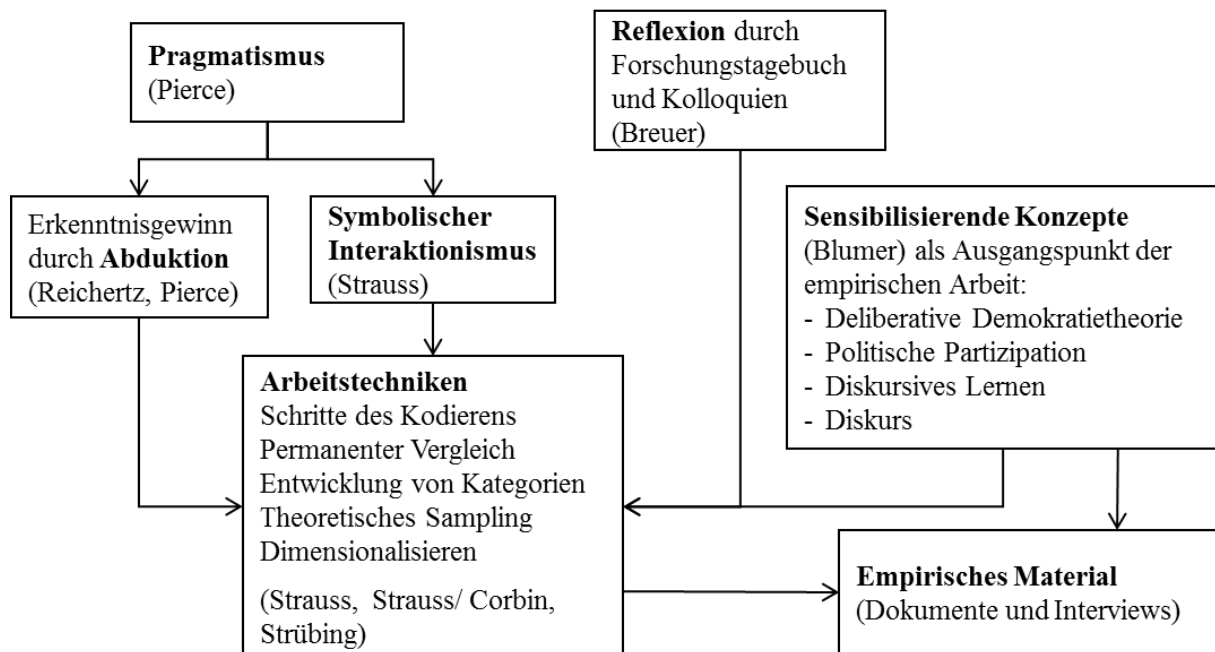 Pragmatismus
(Pierce)
Reflexion durch
Forschungstagebuch
und Kolloquien
(Breuer)
Erkenntnisgewinn
durch Abduktion
(Reichertz, Pierce)
Symbolischer
Interaktionismus
(Strauss)
Sensibilisierende Konzepte
(Blumer) als Ausgangspunkt der
empirischen Arbeit:
- Deliberative Demokratietheorie
- Politische Partizipation
- Diskursives Lernen
- Diskurs
Arbeitstechniken
Schritte des Kodierens
Permanenter Vergleich
Entwicklung von Kategorien
Theoretisches Sampling
Dimensionalisieren
(Strauss, Strauss/ Corbin,
Strübing)
Empirisches Material
(Dokumente und Interviews)